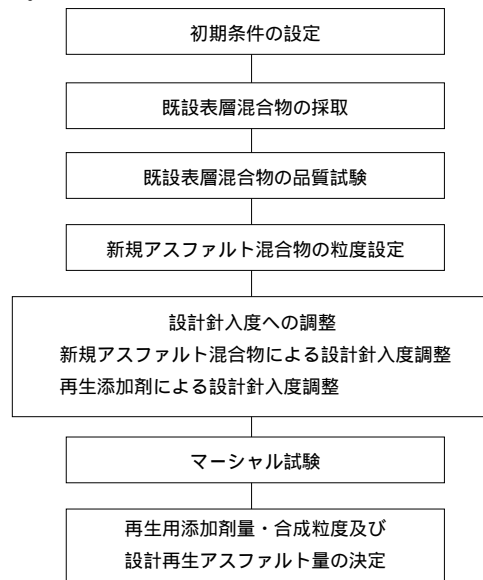 初期条件の設定
既設表層混合物の採取
既設表層混合物の品質試験
新規アスファルト混合物の粒度設定
設計針入度への調整
新規アスファルト混合物による設計針入度調整
再生添加剤による設計針入度調整
マーシャル試験
再生用添加剤量・合成粒度及び
設計再生アスファルト量の決定